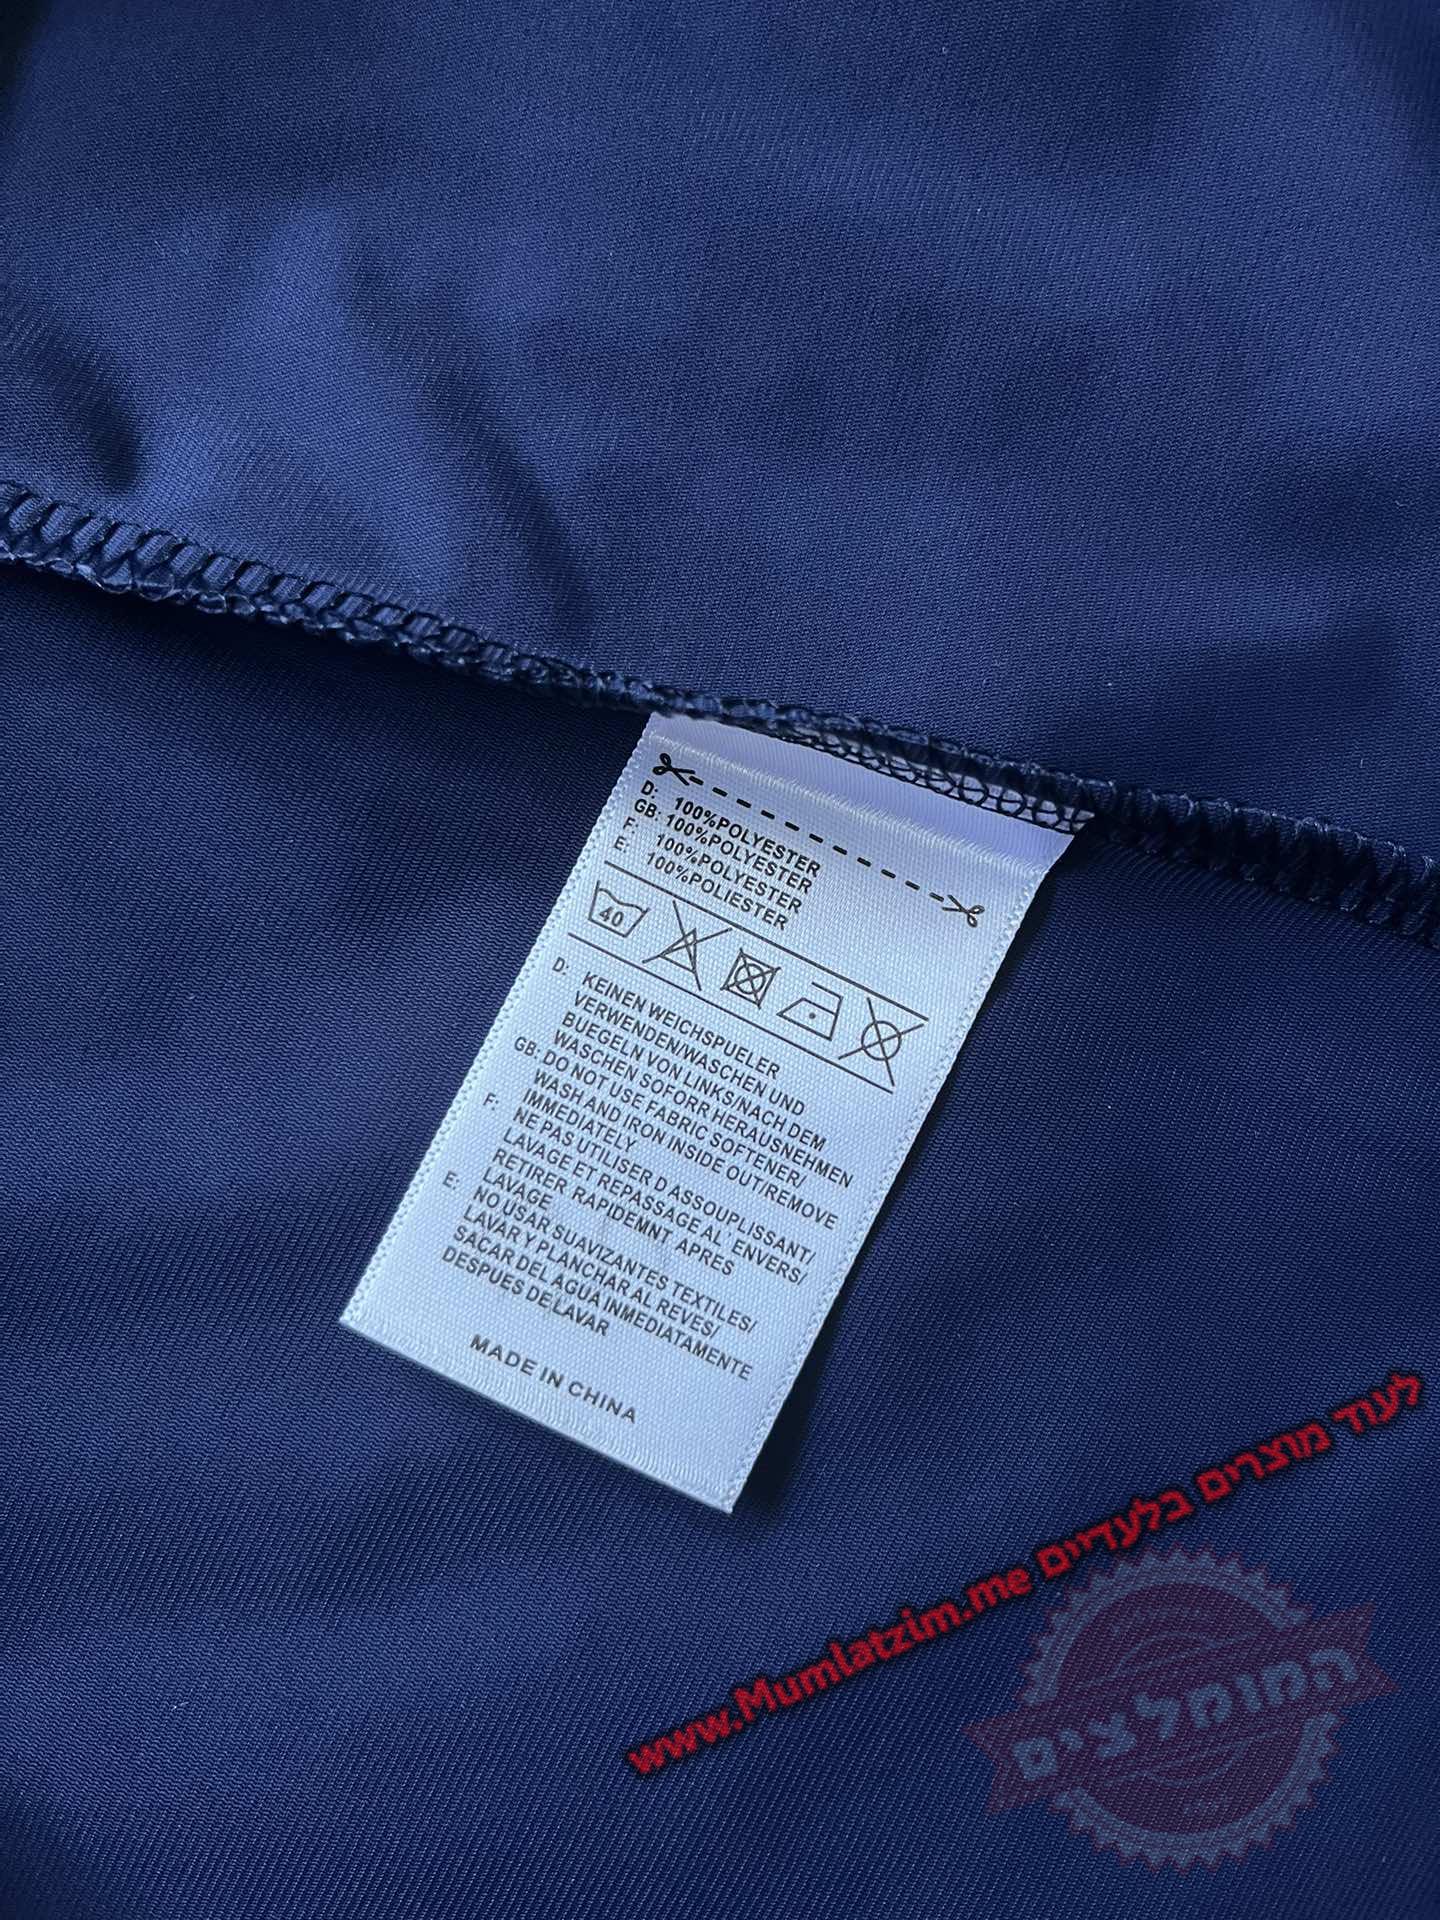 D: 100%POLYESTER
GB: 100%POLYESTER
F: 100%POLYESTER
E: 100%POLIESTER
40
D: KEINEN WEICHSPUELER
VERWENDEN/WASCHEN UND
BUEGELN VON LINKS/NACH DEM
WASCHEN SOFORR HERAUSNEHMEN
GB: DO NOT USE FABRIC SOFTENER/
WASH AND IRON INSIDE OUT/REMOVE
IMMEDIATELY
F: NE PAS UTILISER D ASSOUPLISSANT/
LAVAGE ET REPASSAGE AL' ENVERS/
RETIRER RAPIDEMNT APRES
LAVAGE
E: NO USAR SUAVIZANTES TEXTILES/
LAVAR Y PLANCHAR AL REVES/
SACAR DEL AGUA INMEDIATAMENTE
DESPUES DE LAVAR
MADE IN CHINA
לעוד מוצרים בלעדיים www.Mumlatzim.me
המומלצים